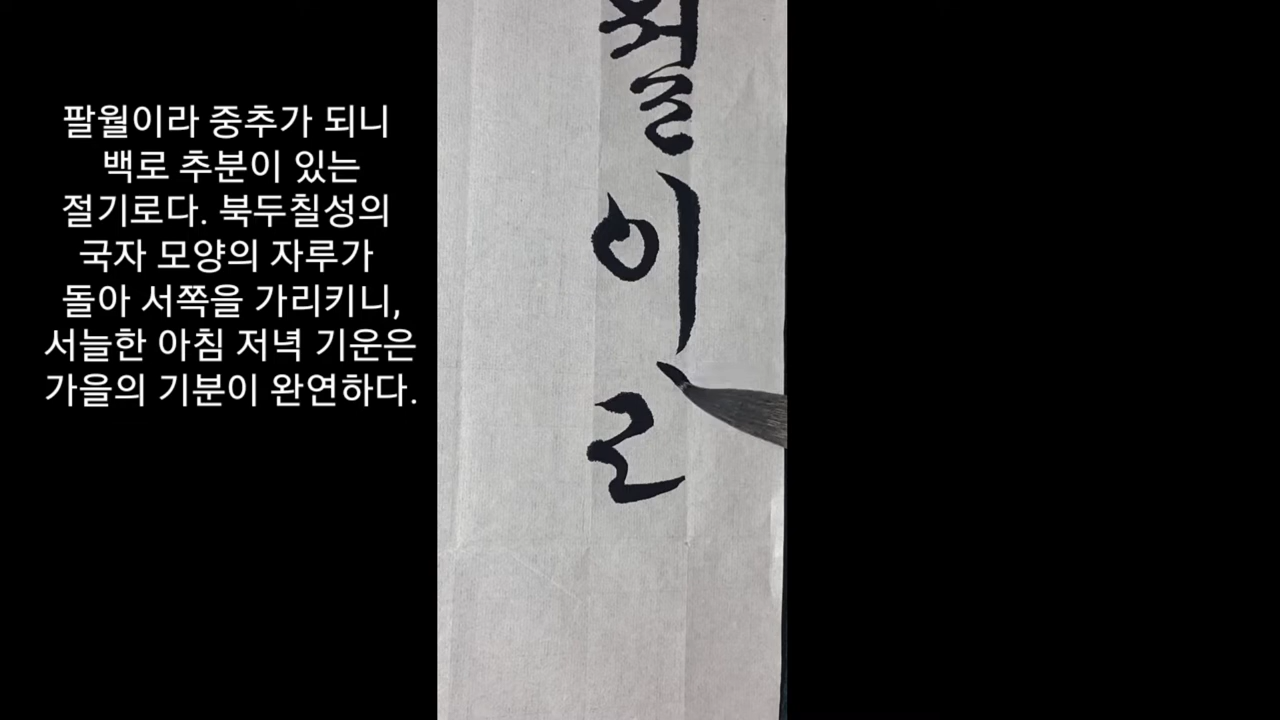 팔월이라 중추가 되니
백로 추분이 있는
절기로다. 북두칠성의
국자 모양의 자루가
돌아 서쪽을 가리키니,
서늘한 아침 저녁 기운은
가을의 기분이 완연하다.
월
이
ㄹ